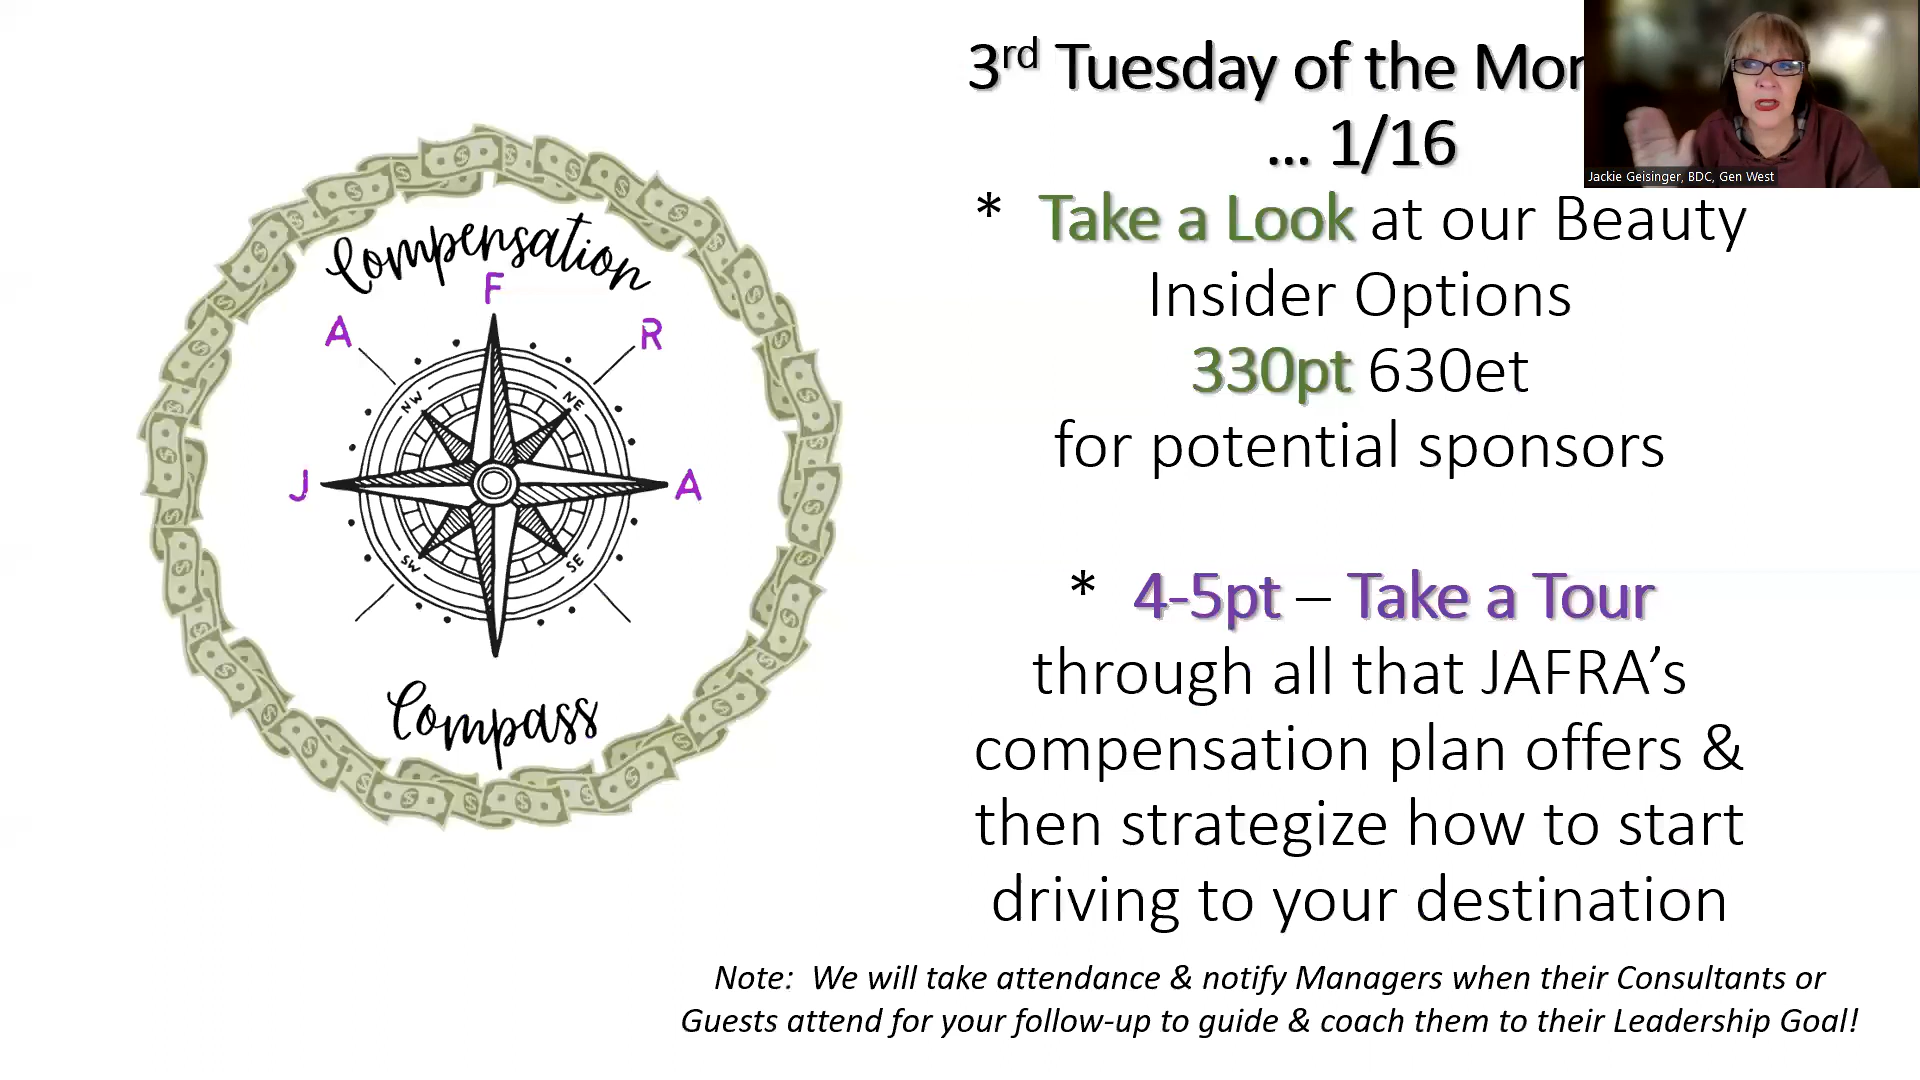 3rd Tuesday of the Mon
... 1/16
* Take a Look at our Beauty
Insider Options
330pt 630et
for potential sponsors
* 4-5pt – Take a Tour
through all that JAFRA’s
compensation plan offers &
then strategize how to start
driving to your destination
Note: We will take attendance & notify Managers when their Consultants or
Guests attend for your follow-up to guide & coach them to their Leadership Goal!
Compensation
J A F R A
NW NE
SW SE
Compass
Jackie Geisinger, BDC, Gen West